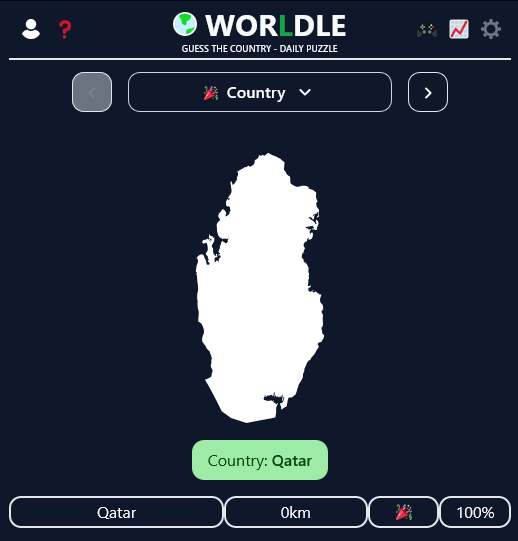 WORLDLE
GUESS THE COUNTRY - DAILY PUZZLE
Country
Country: Qatar
Qatar 0km 100%